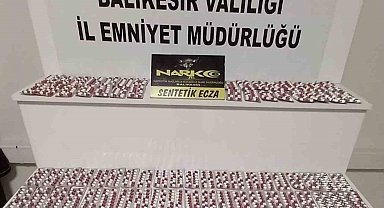 BALIKESİR VALİLİĞİ
İL EMNİYET MÜDÜRLÜĞÜ
NARKO
SENTETİK ECZA